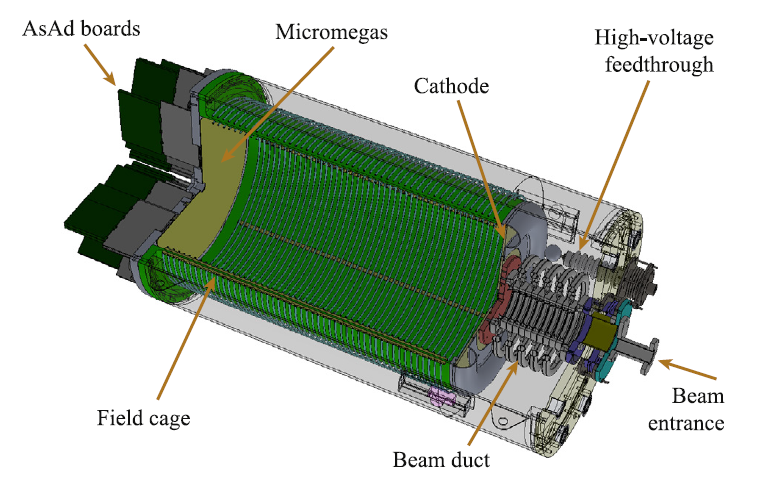 AsAd boards
Micromegas
High-voltage
feedthrough
Cathode
Field cage
Beam duct
Beam
entrance